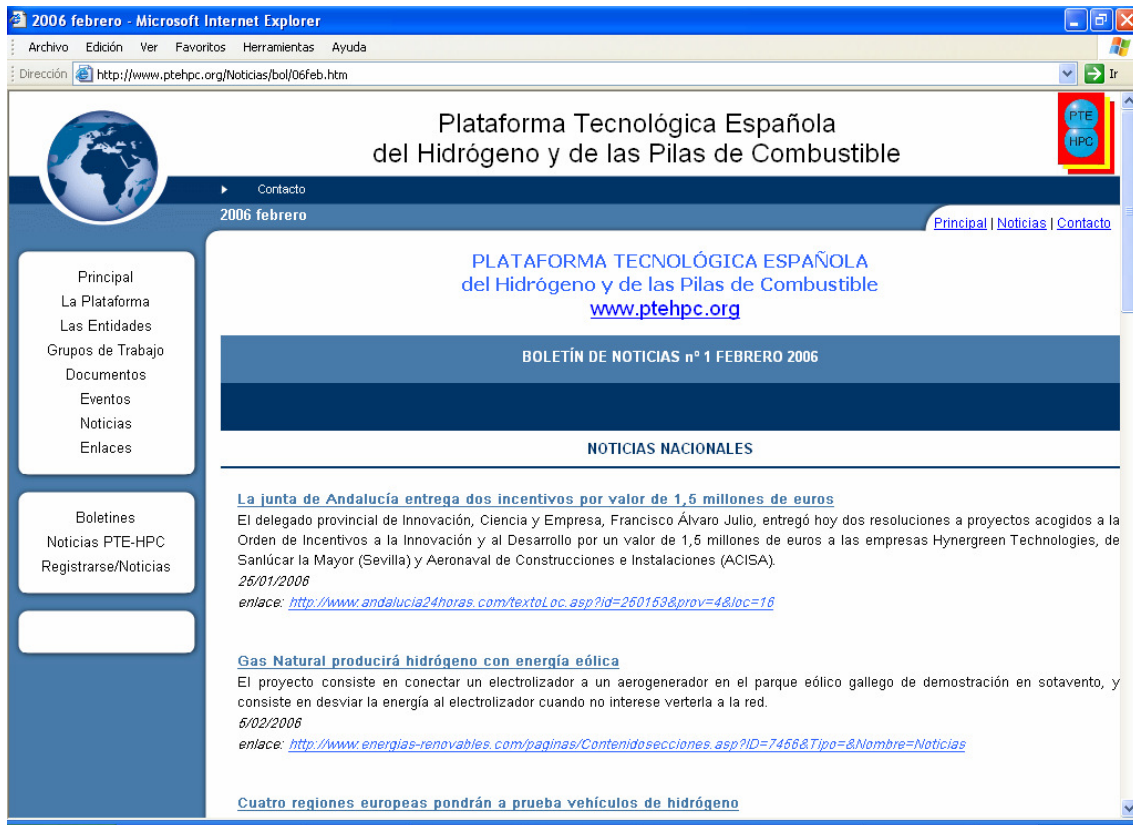 2006 febrero - Microsoft Internet Explorer
Archivo Edición Ver Favoritos Herramientas Ayuda
Dirección http://www.ptehpc.org/Noticias/bol/06feb.htm Ir
Plataforma Tecnológica Española
del Hidrógeno y de las Pilas de Combustible
PTE
HPC
Contacto
2006 febrero
Principal | Noticias | Contacto
Principal
La Plataforma
Las Entidades
Grupos de Trabajo
Documentos
Eventos
Noticias
Enlaces
Boletines
Noticias PTE-HPC
Registrarse/Noticias
PLATAFORMA TECNOLÓGICA ESPAÑOLA
del Hidrógeno y de las Pilas de Combustible
www.ptehpc.org
BOLETÍN DE NOTICIAS nº 1 FEBRERO 2006
NOTICIAS NACIONALES
La junta de Andalucía entrega dos incentivos por valor de 1,5 millones de euros
El delegado provincial de Innovación, Ciencia y Empresa, Francisco Álvaro Julio, entregó hoy dos resoluciones a proyectos acogidos a la
Orden de Incentivos a la Innovación y al Desarrollo por un valor de 1,5 millones de euros a las empresas Hynergreen Technologies, de
Sanlúcar la Mayor (Sevilla) y Aeronaval de Construcciones e Instalaciones (ACISA).
25/01/2006
enlace: http://www.andalucia24horas.com/textoLoc.asp?id=250153&prov=4&loc=16
Gas Natural producirá hidrógeno con energía eólica
El proyecto consiste en conectar un electrolizador a un aerogenerador en el parque eólico gallego de demostración en sotavento, y
consiste en desviar la energía al electrolizador cuando no interese verterla a la red.
5/02/2006
enlace: http://www.energias-renovables.com/paginas/Contenidosecciones.asp?ID=7456&Tipo=&Nombre=Noticias
Cuatro regiones europeas pondrán a prueba vehículos de hidrógeno